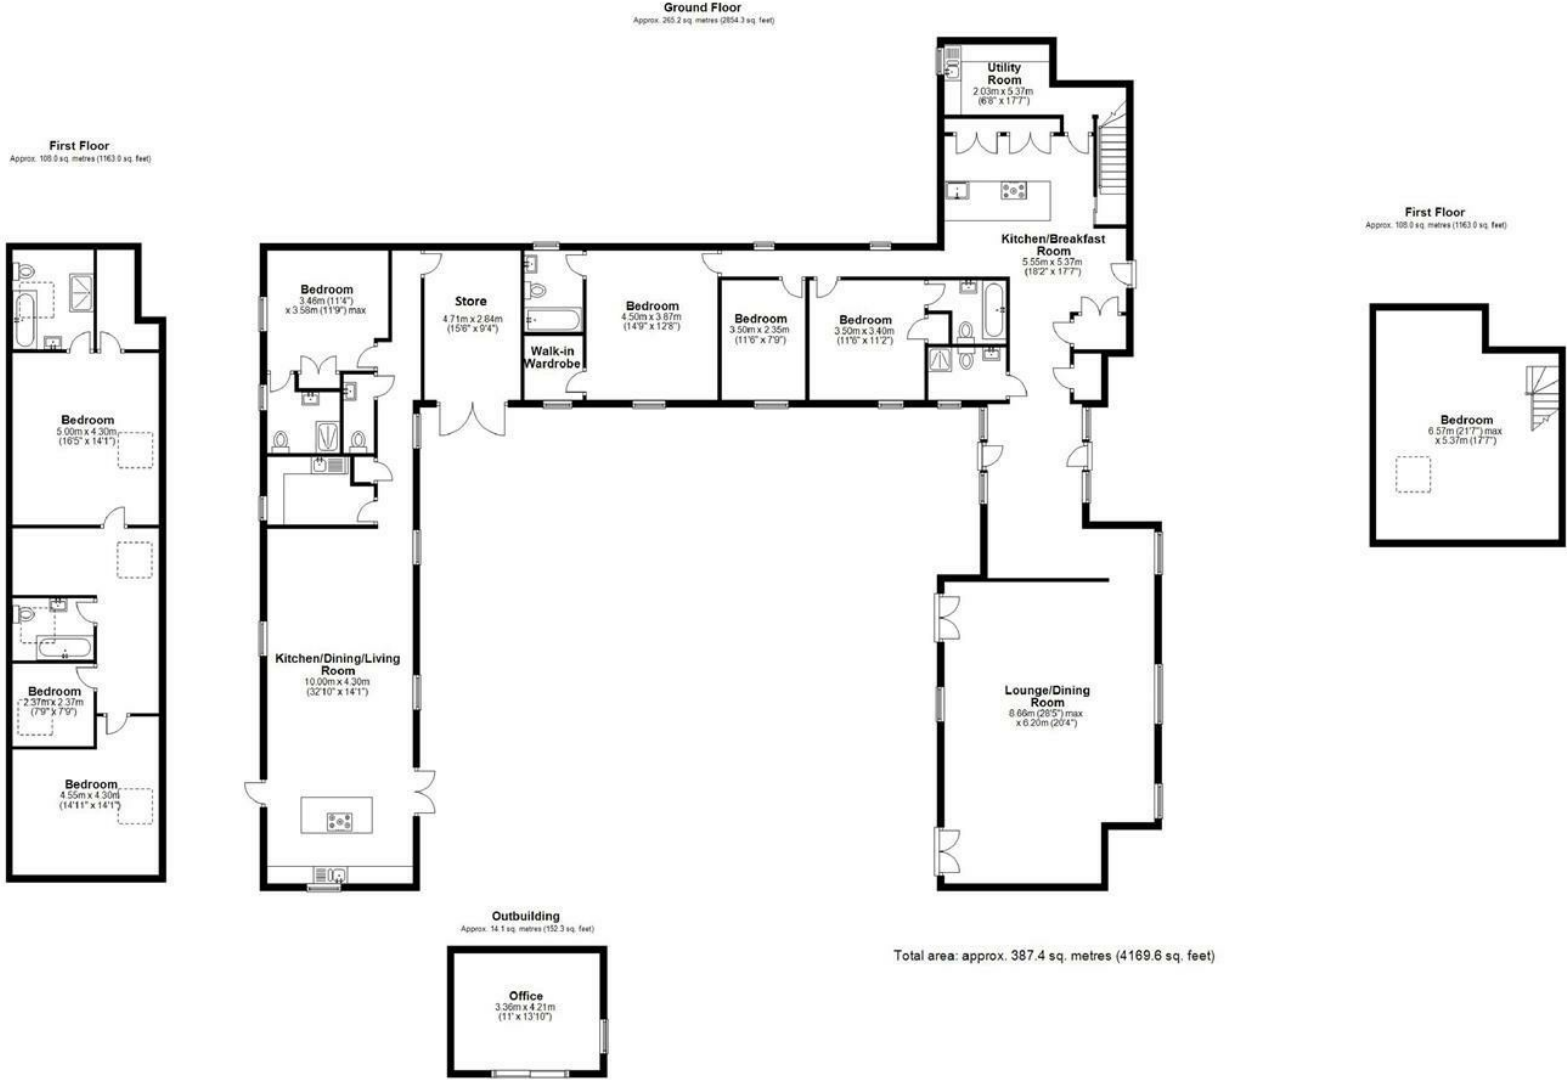 Ground Floor
Approx. 265.2 sq. metres (2854.3 sq. feet)
Utility
Room
2.03m x 5.37m
(6'8" x 17'7")
First Floor
Approx. 108.0 sq. metres (1163.0 sq. feet)
First Floor
Approx. 108.0 sq. metres (1163.0 sq. feet)
Kitchen/Breakfast
Room
5.55m x 5.37m
(18'2" x 17'7")
Bedroom
3.46m (11'4")
x 3.58m (11'9") max
Store
4.71m x 2.84m
(15'6" x 9'4")
Bedroom
4.50m x 3.87m
(14'9" x 12'8")
Bedroom
3.50m x 2.35m
(11'6" x 7'9")
Bedroom
3.50m x 3.40m
(11'6" x 11'2")
Walk-in
Wardrobe
Bedroom
5.00m x 4.30m
(16'5" x 14'1")
Bedroom
6.57m (21'7") max
x 5.37m (17'7")
Kitchen/Dining/Living
Room
10.00m x 4.30m
(32'10" x 14'1")
Bedroom
2.37m x 2.37m
(7'9" x 7'9")
Lounge/Dining
Room
8.66m (28'5") max
x 6.20m (20'4")
Bedroom
4.55m x 4.30m
(14'11" x 14'1")
Outbuilding
Approx. 14.1 sq. metres (152.3 sq. feet)
Total area: approx. 387.4 sq. metres (4169.6 sq. feet)
Office
3.36m x 4.21m
(11' x 13'10")